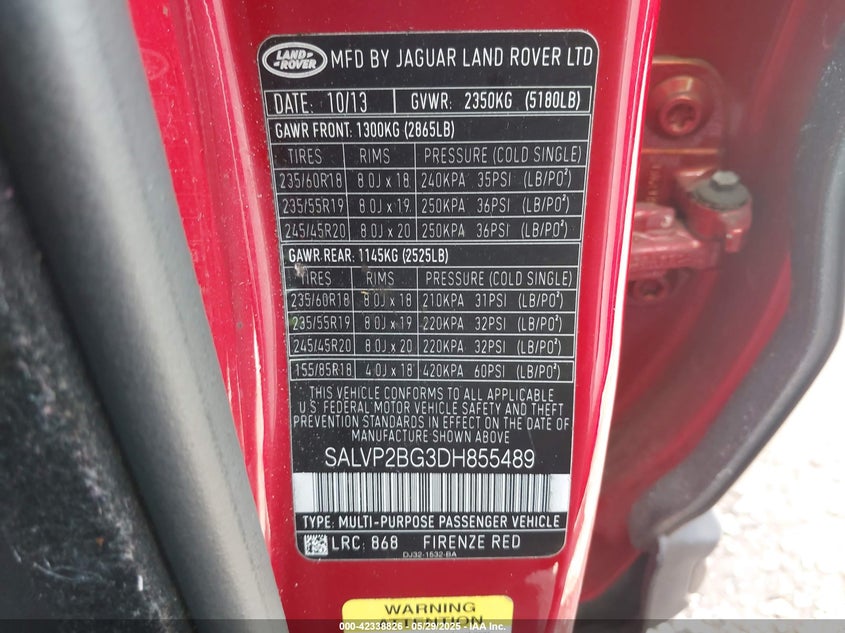 LAND ROVER
MFD BY JAGUAR LAND ROVER LTD
DATE: 10/13 GVWR: 2350KG (5180LB)
GAWR FRONT: 1300KG (2865LB)
TIRES RIMS PRESSURE (COLD SINGLE)
235/60R18 8.0J x 18 240KPA 35PSI (LB/PO²)
235/55R19 8.0J x 19 250KPA 36PSI (LB/PO²)
245/45R20 8.0J x 20 250KPA 36PSI (LB/PO²)
GAWR REAR: 1145KG (2525LB)
TIRES RIMS PRESSURE (COLD SINGLE)
235/60R18 8.0J x 18 210KPA 31PSI (LB/PO²)
235/55R19 8.0J x 19 220KPA 32PSI (LB/PO²)
245/45R20 8.0J x 20 220KPA 32PSI (LB/PO²)
155/85R18 4.0J x 18 420KPA 60PSI (LB/PO²)
THIS VEHICLE CONFORMS TO ALL APPLICABLE
U.S. FEDERAL MOTOR VEHICLE SAFETY AND THEFT
PREVENTION STANDARDS IN EFFECT ON THE DATE
OF MANUFACTURE SHOWN ABOVE
SALVP2BG3DH855489
TYPE: MULTI-PURPOSE PASSENGER VEHICLE
LRC: 868 FIRENZE RED
DJ32-1532-BA
WARNING
ATTENTION
000-42338826 - 05/29/2025 - IAA Inc.